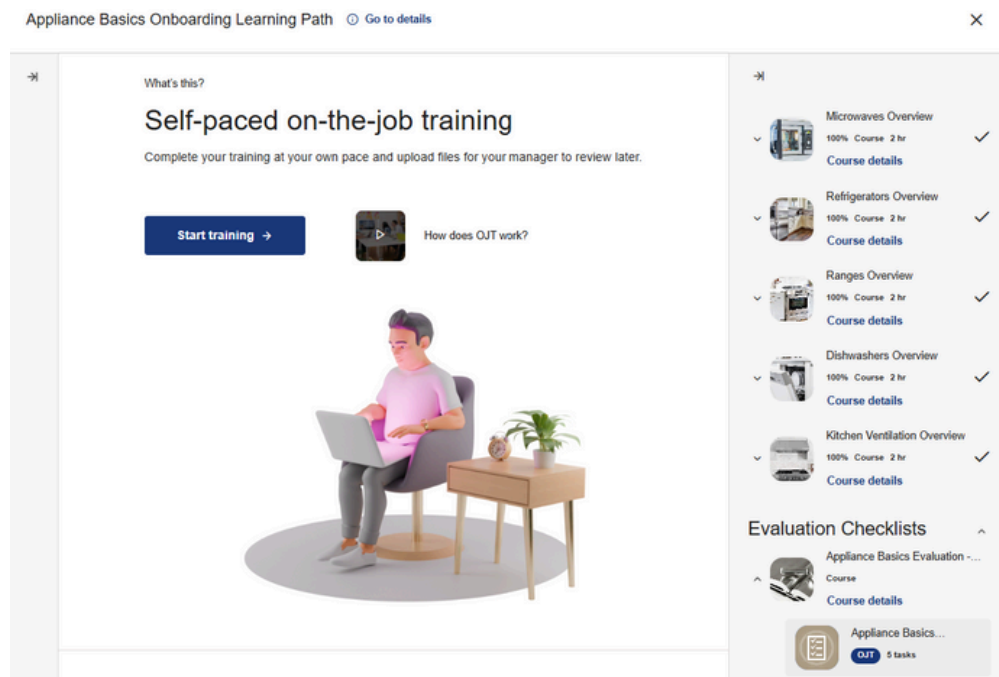 Appliance Basics Onboarding Learning Path Go to details
What's this?
Self-paced on-the-job training
Complete your training at your own pace and upload files for your manager to review later.
Start training →
How does OJT work?
Microwaves Overview
100% Course 2 hr
Course details
Refrigerators Overview
100% Course 2 hr
Course details
Ranges Overview
100% Course 2 hr
Course details
Dishwashers Overview
100% Course 2 hr
Course details
Kitchen Ventilation Overview
100% Course 2 hr
Course details
Evaluation Checklists
Appliance Basics Evaluation -...
Course
Course details
Appliance Basics...
OJT 5 tasks